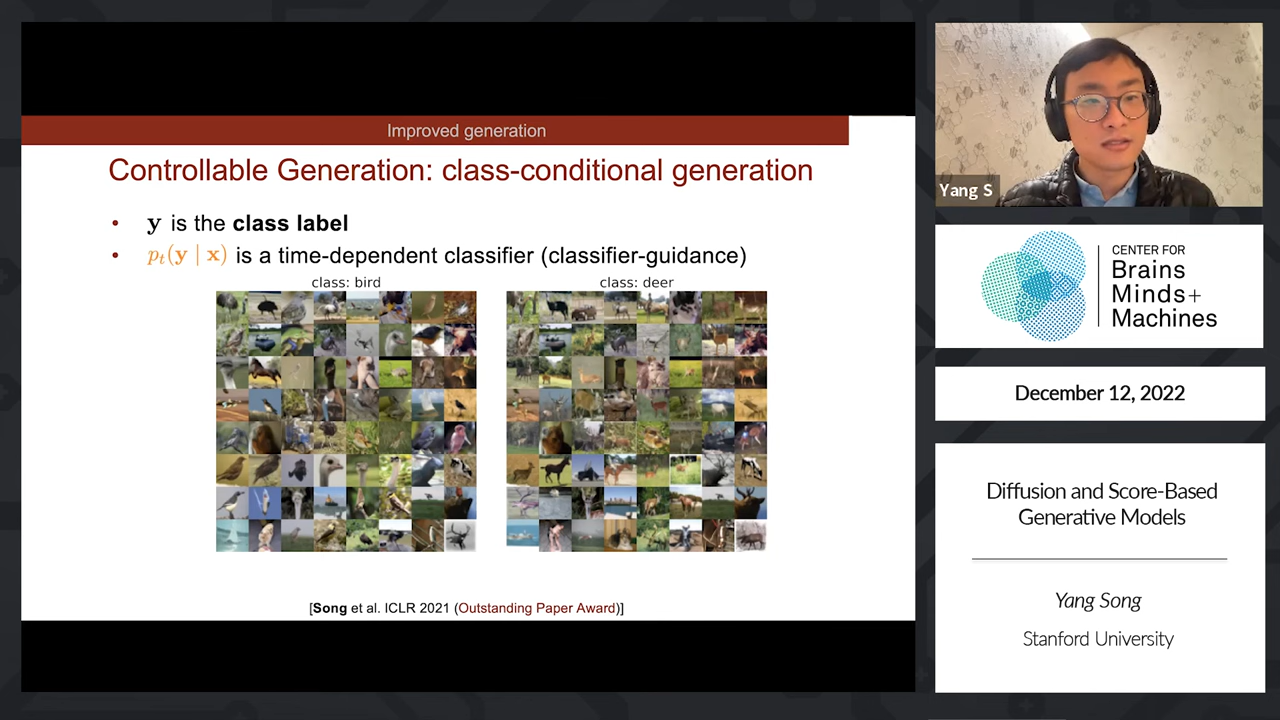 Improved generation
Controllable Generation: class-conditional generation
• y is the class label
• pₜ(y | x) is a time-dependent classifier (classifier-guidance)
class: bird
class: deer
[Song et al. ICLR 2021 (Outstanding Paper Award)]
Yang S
CENTER FOR
Brains
Minds+
Machines
December 12, 2022
Diffusion and Score-Based
Generative Models
Yang Song
Stanford University